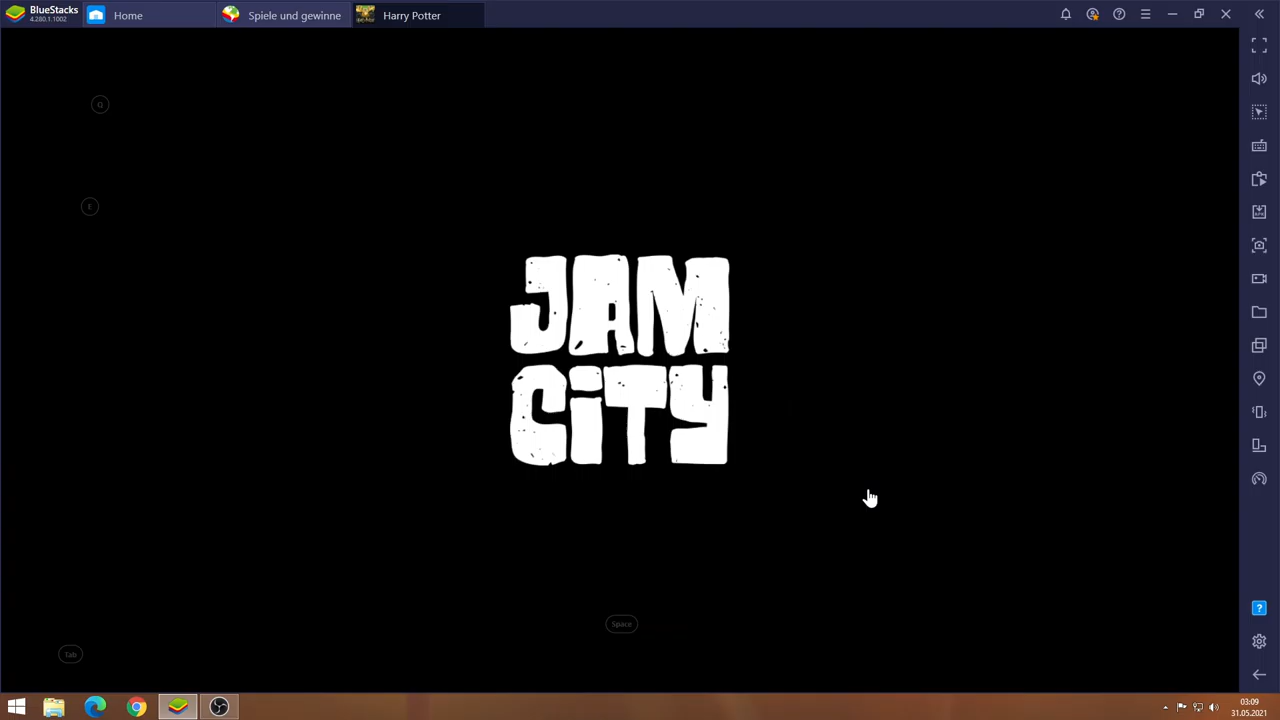 BlueStacks
4.280.1.1002
Home
Spiele und gewinne
Harry Potter
Q
E
JAM
CiTY
Space
Tab
03:09
31.05.2021